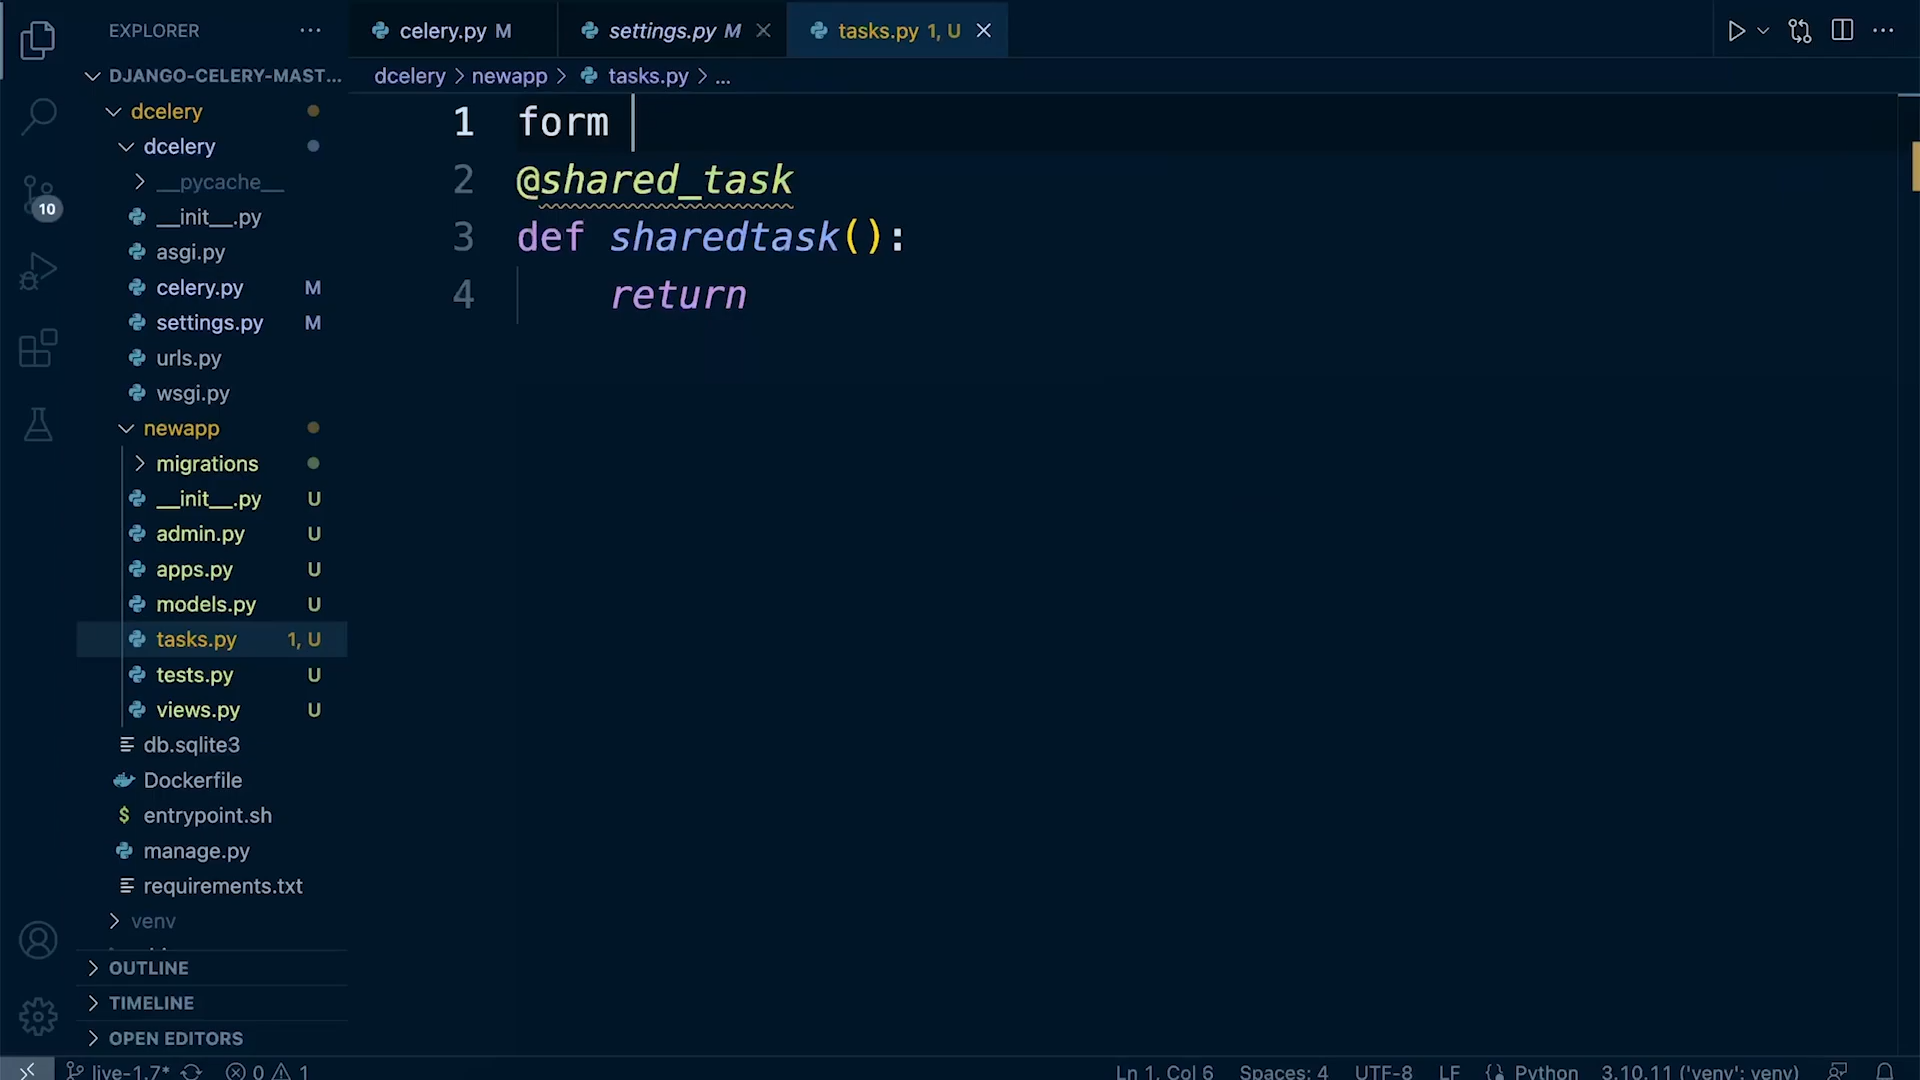 EXPLORER
celery.py M
settings.py M
tasks.py 1, U
DJANGO-CELERY-MAST...
dcelery > newapp > tasks.py > ...
dcelery
dcelery
__pycache__
__init__.py
asgi.py
celery.py M
settings.py M
urls.py
wsgi.py
newapp
migrations
__init__.py U
admin.py U
apps.py U
models.py U
tasks.py 1, U
tests.py U
views.py U
db.sqlite3
Dockerfile
entrypoint.sh
manage.py
requirements.txt
venv
OUTLINE
TIMELINE
OPEN EDITORS
10
1 form
2 @shared_task
3 def sharedtask():
4 return
live-1.7* 0 1 Ln 1, Col 6 Spaces: 4 UTF-8 LF Python 3.10.11 ('venv': venv)